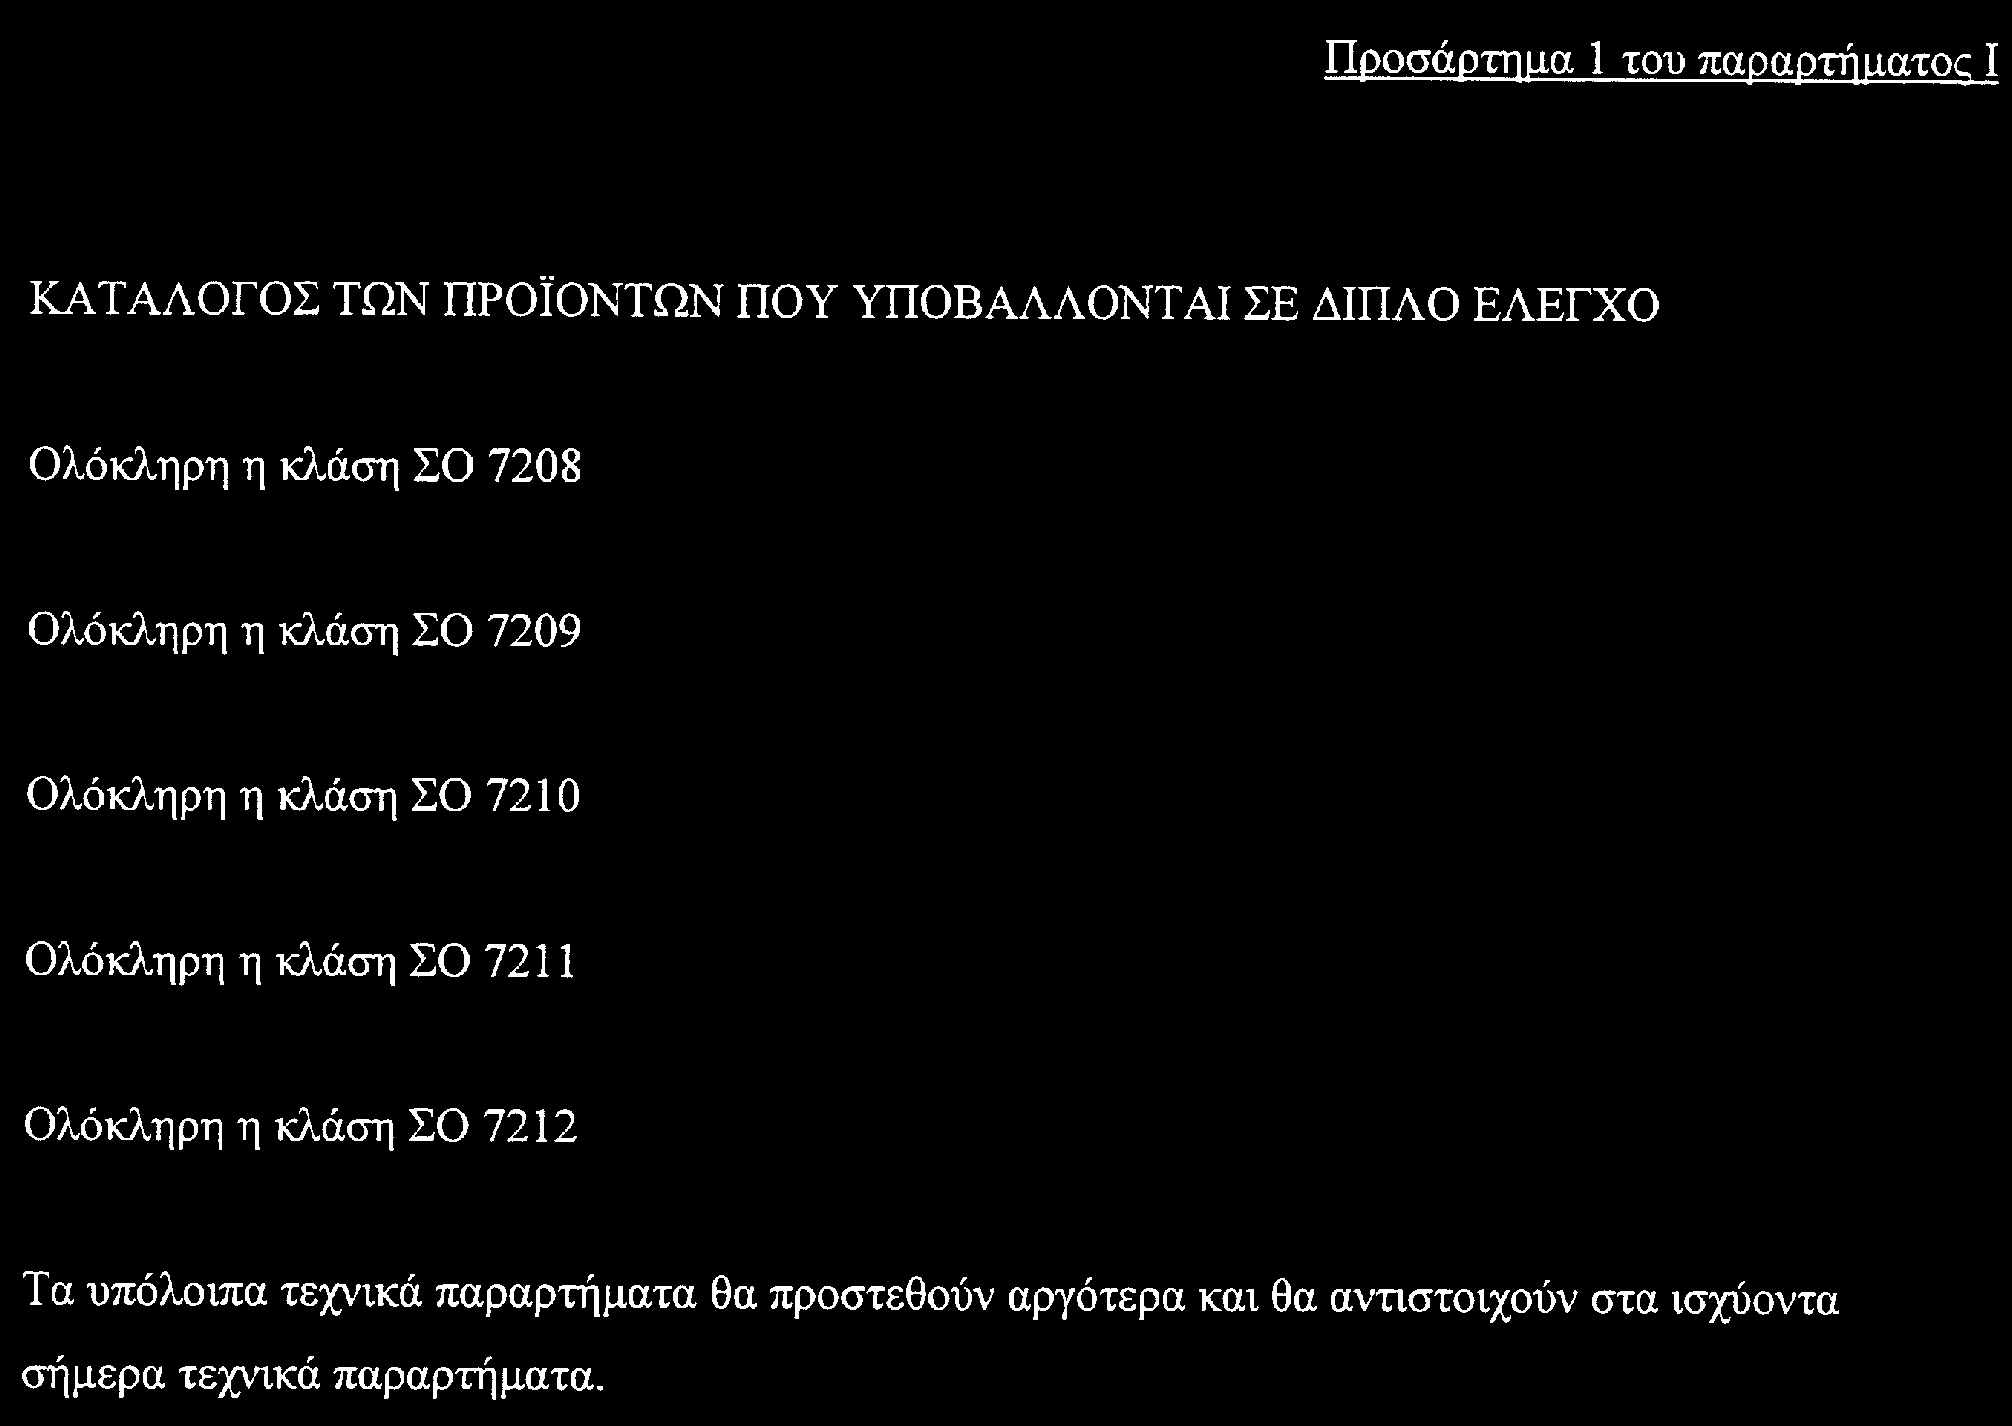 Προσάρτημα 1 του παραρτήματος Ι
ΚΑΤΑΛΟΓΟΣ ΤΩΝ ΠΡΟΪΟΝΤΩΝ ΠΟΥ ΥΠΟΒΑΛΛΟΝΤΑΙ ΣΕ ΔΙΠΛΟ ΕΛΕΓΧΟ
Ολόκληρη η κλάση ΣΟ 7208
Ολόκληρη η κλάση ΣΟ 7209
Ολόκληρη η κλάση ΣΟ 7210
Ολόκληρη η κλάση ΣΟ 7211
Ολόκληρη η κλάση ΣΟ 7212
Τα υπόλοιπα τεχνικά παραρτήματα θα προστεθούν αργότερα και θα αντιστοιχούν στα ισχύοντα
σήμερα τεχνικά παραρτήματα.